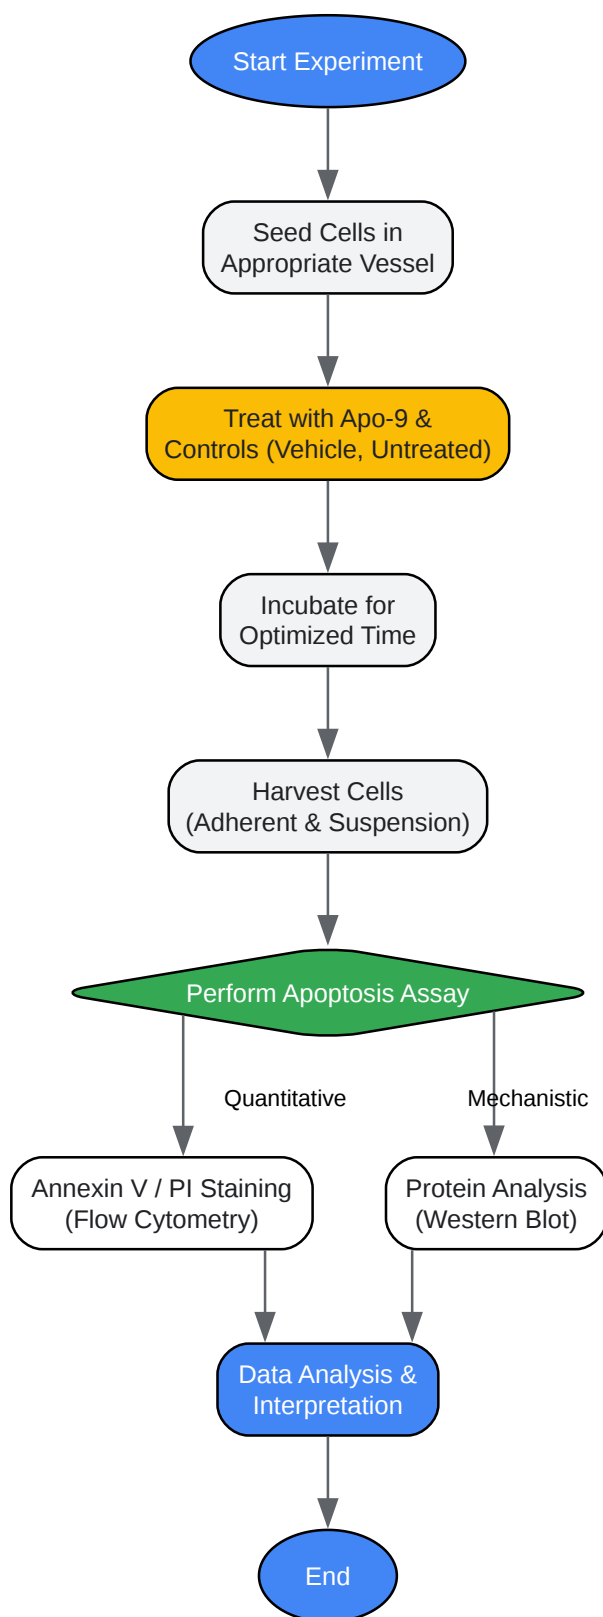 Start Experiment
Seed Cells in
Appropriate Vessel
Treat with Apo-9 &
Controls (Vehicle, Untreated)
Incubate for
Optimized Time
Harvest Cells
(Adherent & Suspension)
Perform Apoptosis Assay
Quantitative
Mechanistic
Annexin V / PI Staining
(Flow Cytometry)
Protein Analysis
(Western Blot)
Data Analysis &
Interpretation
End